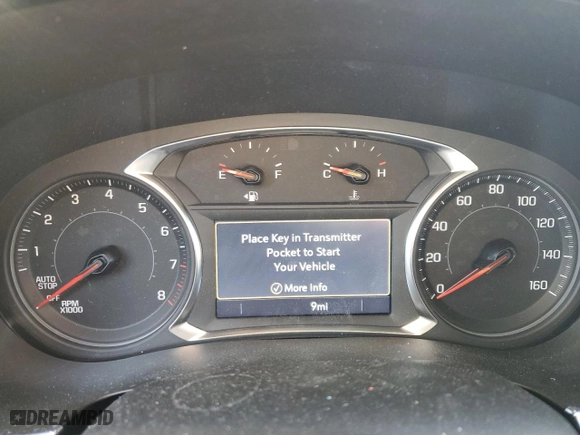 1 2 3 4 5 6 7 8
AUTO
STOP
OFF
RPM
X1000
E F
C H
Place Key in Transmitter
Pocket to Start
Your Vehicle
More Info
9mi
0 20 40 60 80 100 120 140 160
DREAMBID